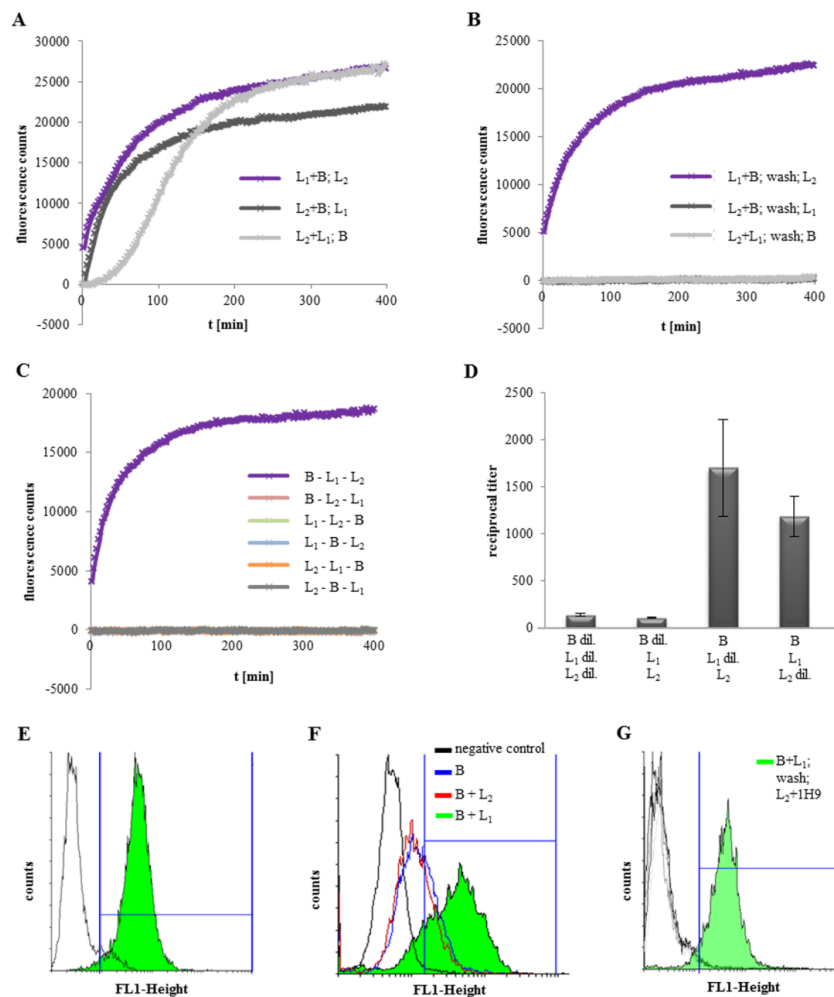 A
30000
25000
20000
15000
10000
5000
0
-5000
fluorescence counts
0 100 200 300 400
t [min]
L₁+B; L₂
L₂+B; L₁
L₂+L₁; B
B
25000
20000
15000
10000
5000
0
-5000
fluorescence counts
0 100 200 300 400
t [min]
L₁+B; wash; L₂
L₂+B; wash; L₁
L₂+L₁; wash; B
C
20000
15000
10000
5000
0
-5000
fluorescence counts
0 100 200 300 400
t [min]
B - L₁ - L₂
B - L₂ - L₁
L₁ - L₂ - B
L₁ - B - L₂
L₂ - L₁ - B
L₂ - B - L₁
D
2500
2000
1500
1000
500
0
reciprocal titer
B dil. B dil. B B
L₁ dil. L₁ L₁ dil. L₁
L₂ dil. L₂ L₂ L₂ dil.
E
counts
FL1-Height
F
negative control
B
B + L₂
B + L₁
counts
FL1-Height
G
B+L₁;
wash;
L₂+1H9
counts
FL1-Height